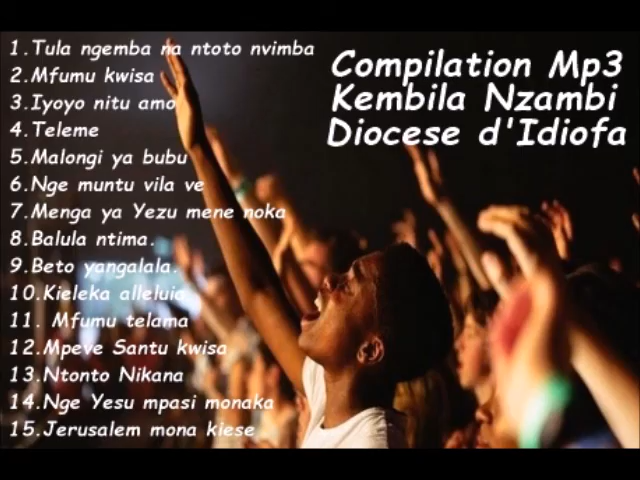 1.Tula ngemba na ntoto nvimba
2.Mfumu kwisa
3.Iyoyo nitu amo
4.Teleme
5.Malongi ya bubu
6.Nge muntu vila ve
7.Menga ya Yezu mene noka
8.Balula ntima.
9.Beto yangalala.
10.Kieleka alleluia
11. Mfumu telama
12.Mpeve Santu kwisa
13.Ntonto Nikana
14.Nge Yesu mpasi monaka
15.Jerusalem mona kiese
Compilation Mp3
Kembila Nzambi
Diocese d'Idiofa